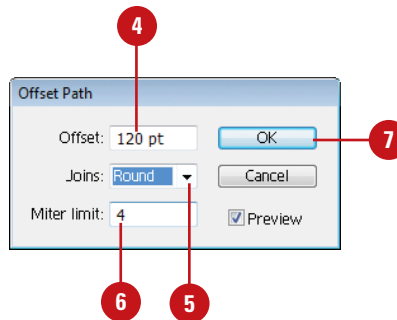 4
Offset Path
Offset: 120 pt OK 7
Joins: Round Cancel
Miter limit: 4 Preview
6 5